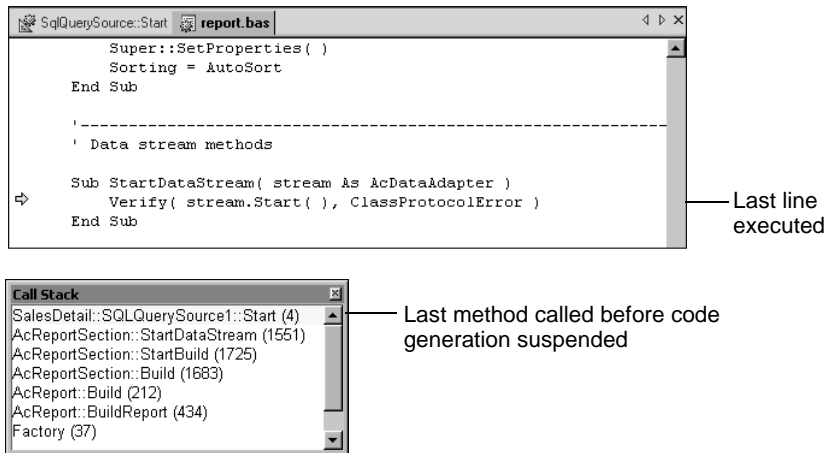 SqlQuerySource::Start report.bas
Super::SetProperties( )
Sorting = AutoSort
End Sub
'----------------------------------------------------------------------
' Data stream methods
Sub StartDataStream( stream As AcDataAdapter )
Verify( stream.Start( ), ClassProtocolError )
End Sub
Last line
executed
Call Stack
SalesDetail::SQLQuerySource1::Start (4)
AcReportSection::StartDataStream (1551)
AcReportSection::StartBuild (1725)
AcReportSection::Build (1683)
AcReport::Build (212)
AcReport::BuildReport (434)
Factory (37)
Last method called before code
generation suspended